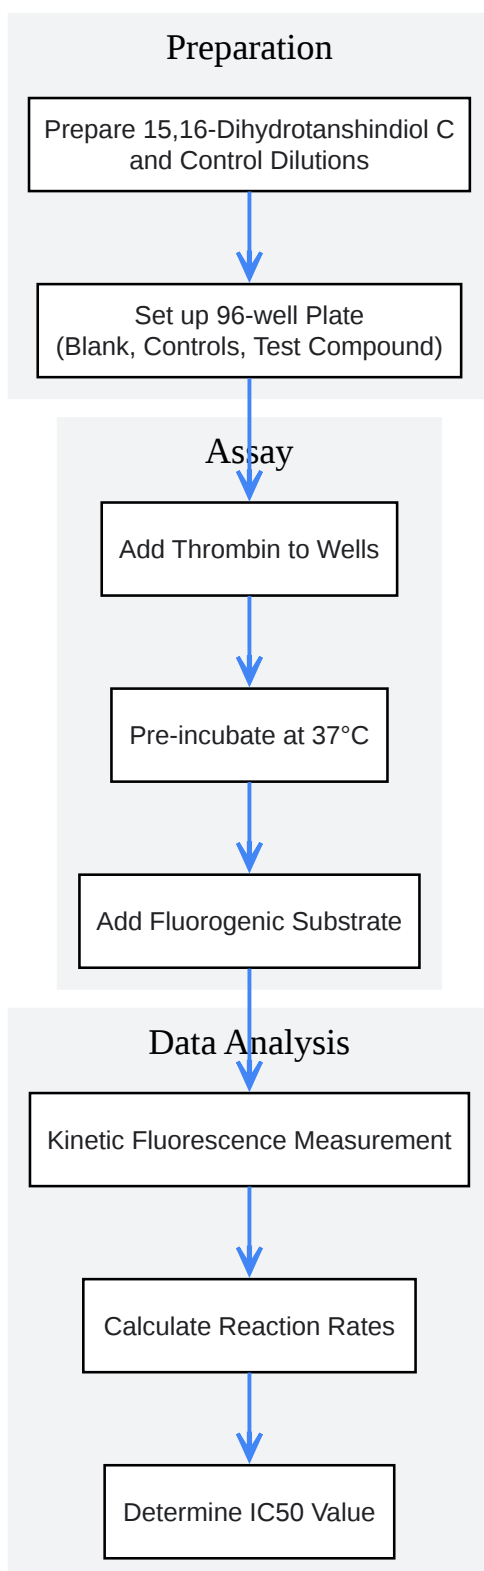 Preparation
Prepare 15,16-Dihydrotanshindiol C
and Control Dilutions
Set up 96-well Plate
(Blank, Controls, Test Compound)
Assay
Add Thrombin to Wells
Pre-incubate at 37°C
Add Fluorogenic Substrate
Data Analysis
Kinetic Fluorescence Measurement
Calculate Reaction Rates
Determine IC50 Value